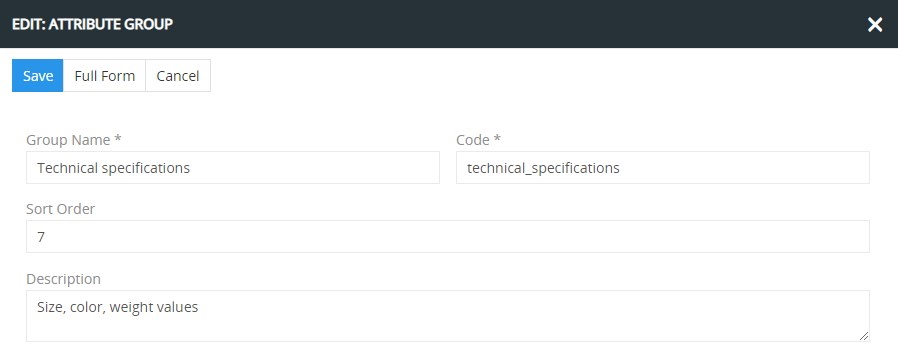 EDIT: ATTRIBUTE GROUP
Save Full Form Cancel
Group Name * Code *
Technical specifications technical_specifications
Sort Order
7
Description
Size, color, weight values